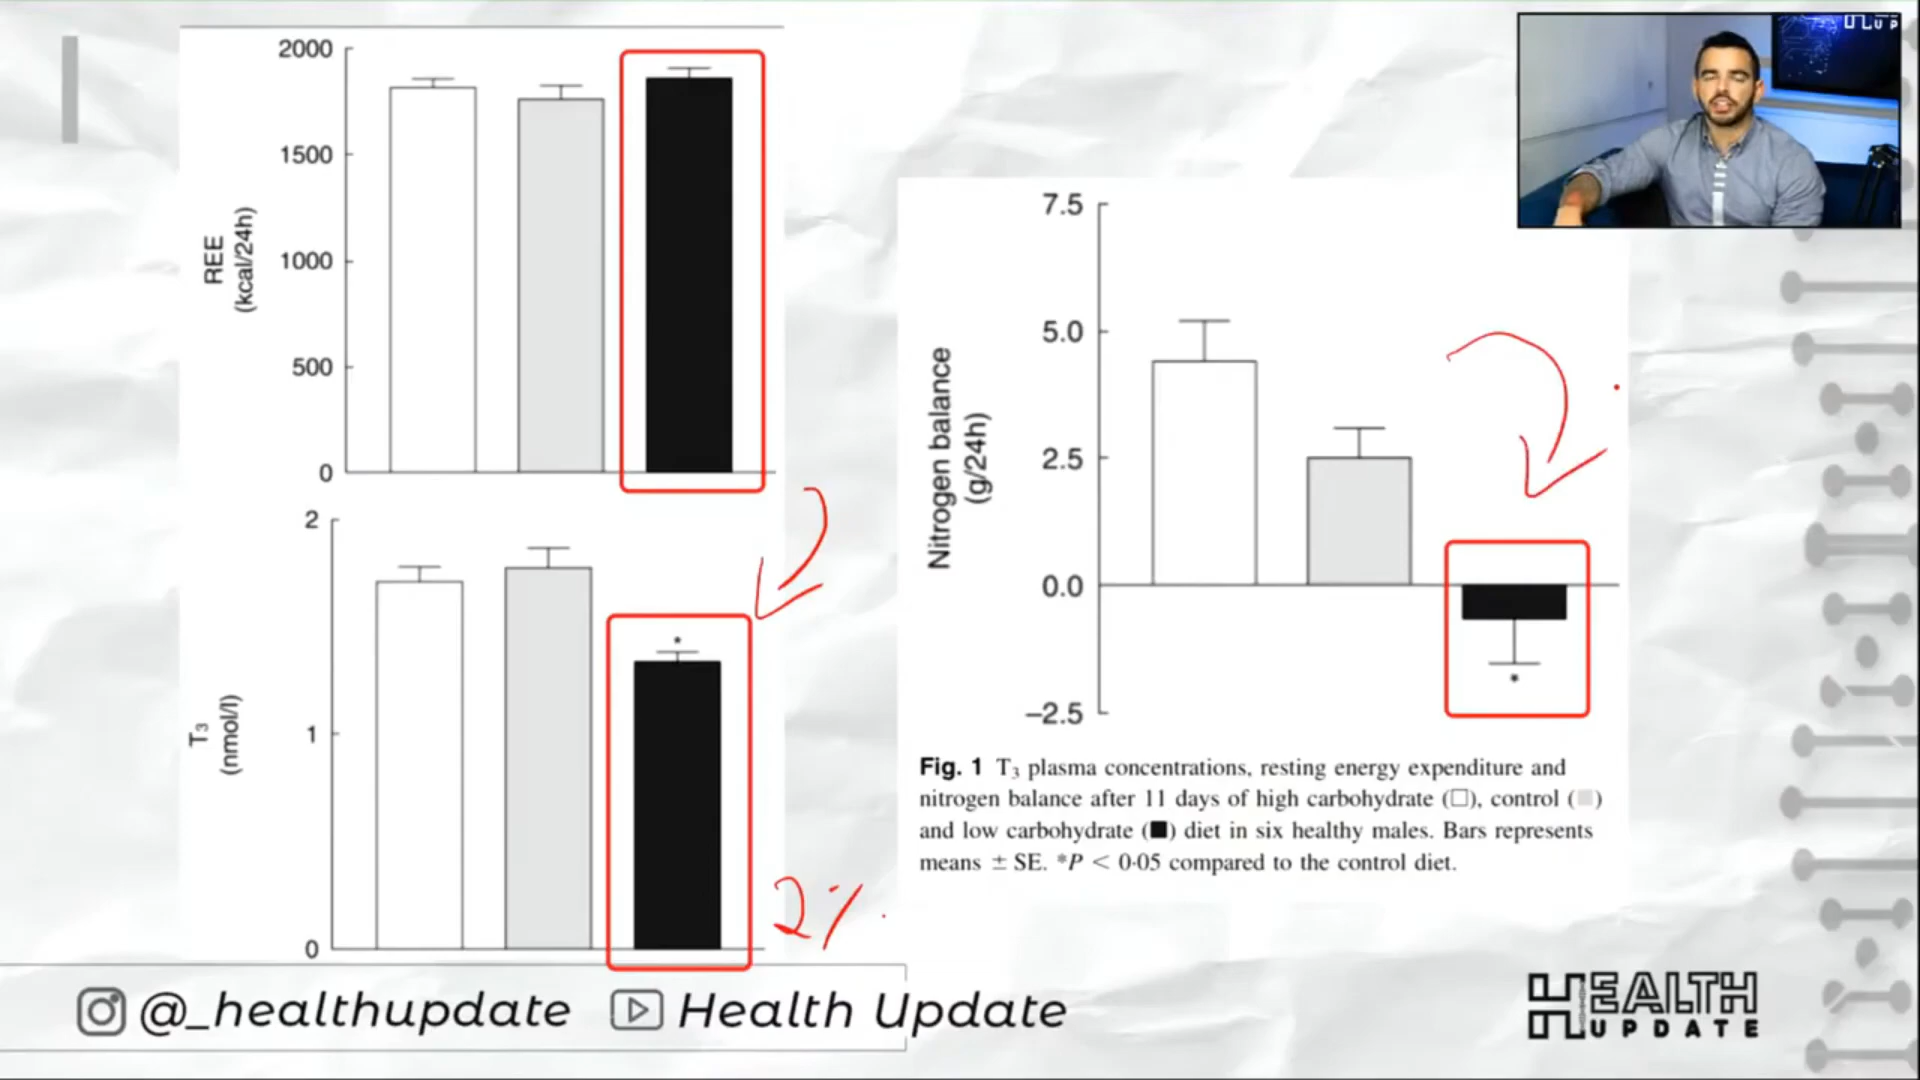 2000
1500
1000
500
0
REE
(kcal/24h)
2
1
0
T₃
(nmol/l)
*
2%
7.5
5.0
2.5
0.0
–2.5
Nitrogen balance
(g/24h)
*
Fig. 1 T₃ plasma concentrations, resting energy expenditure and
nitrogen balance after 11 days of high carbohydrate (□), control (■)
and low carbohydrate (■) diet in six healthy males. Bars represents
means ± SE. *P < 0·05 compared to the control diet.
@_healthupdate Health Update
HEALTH
UPDATE